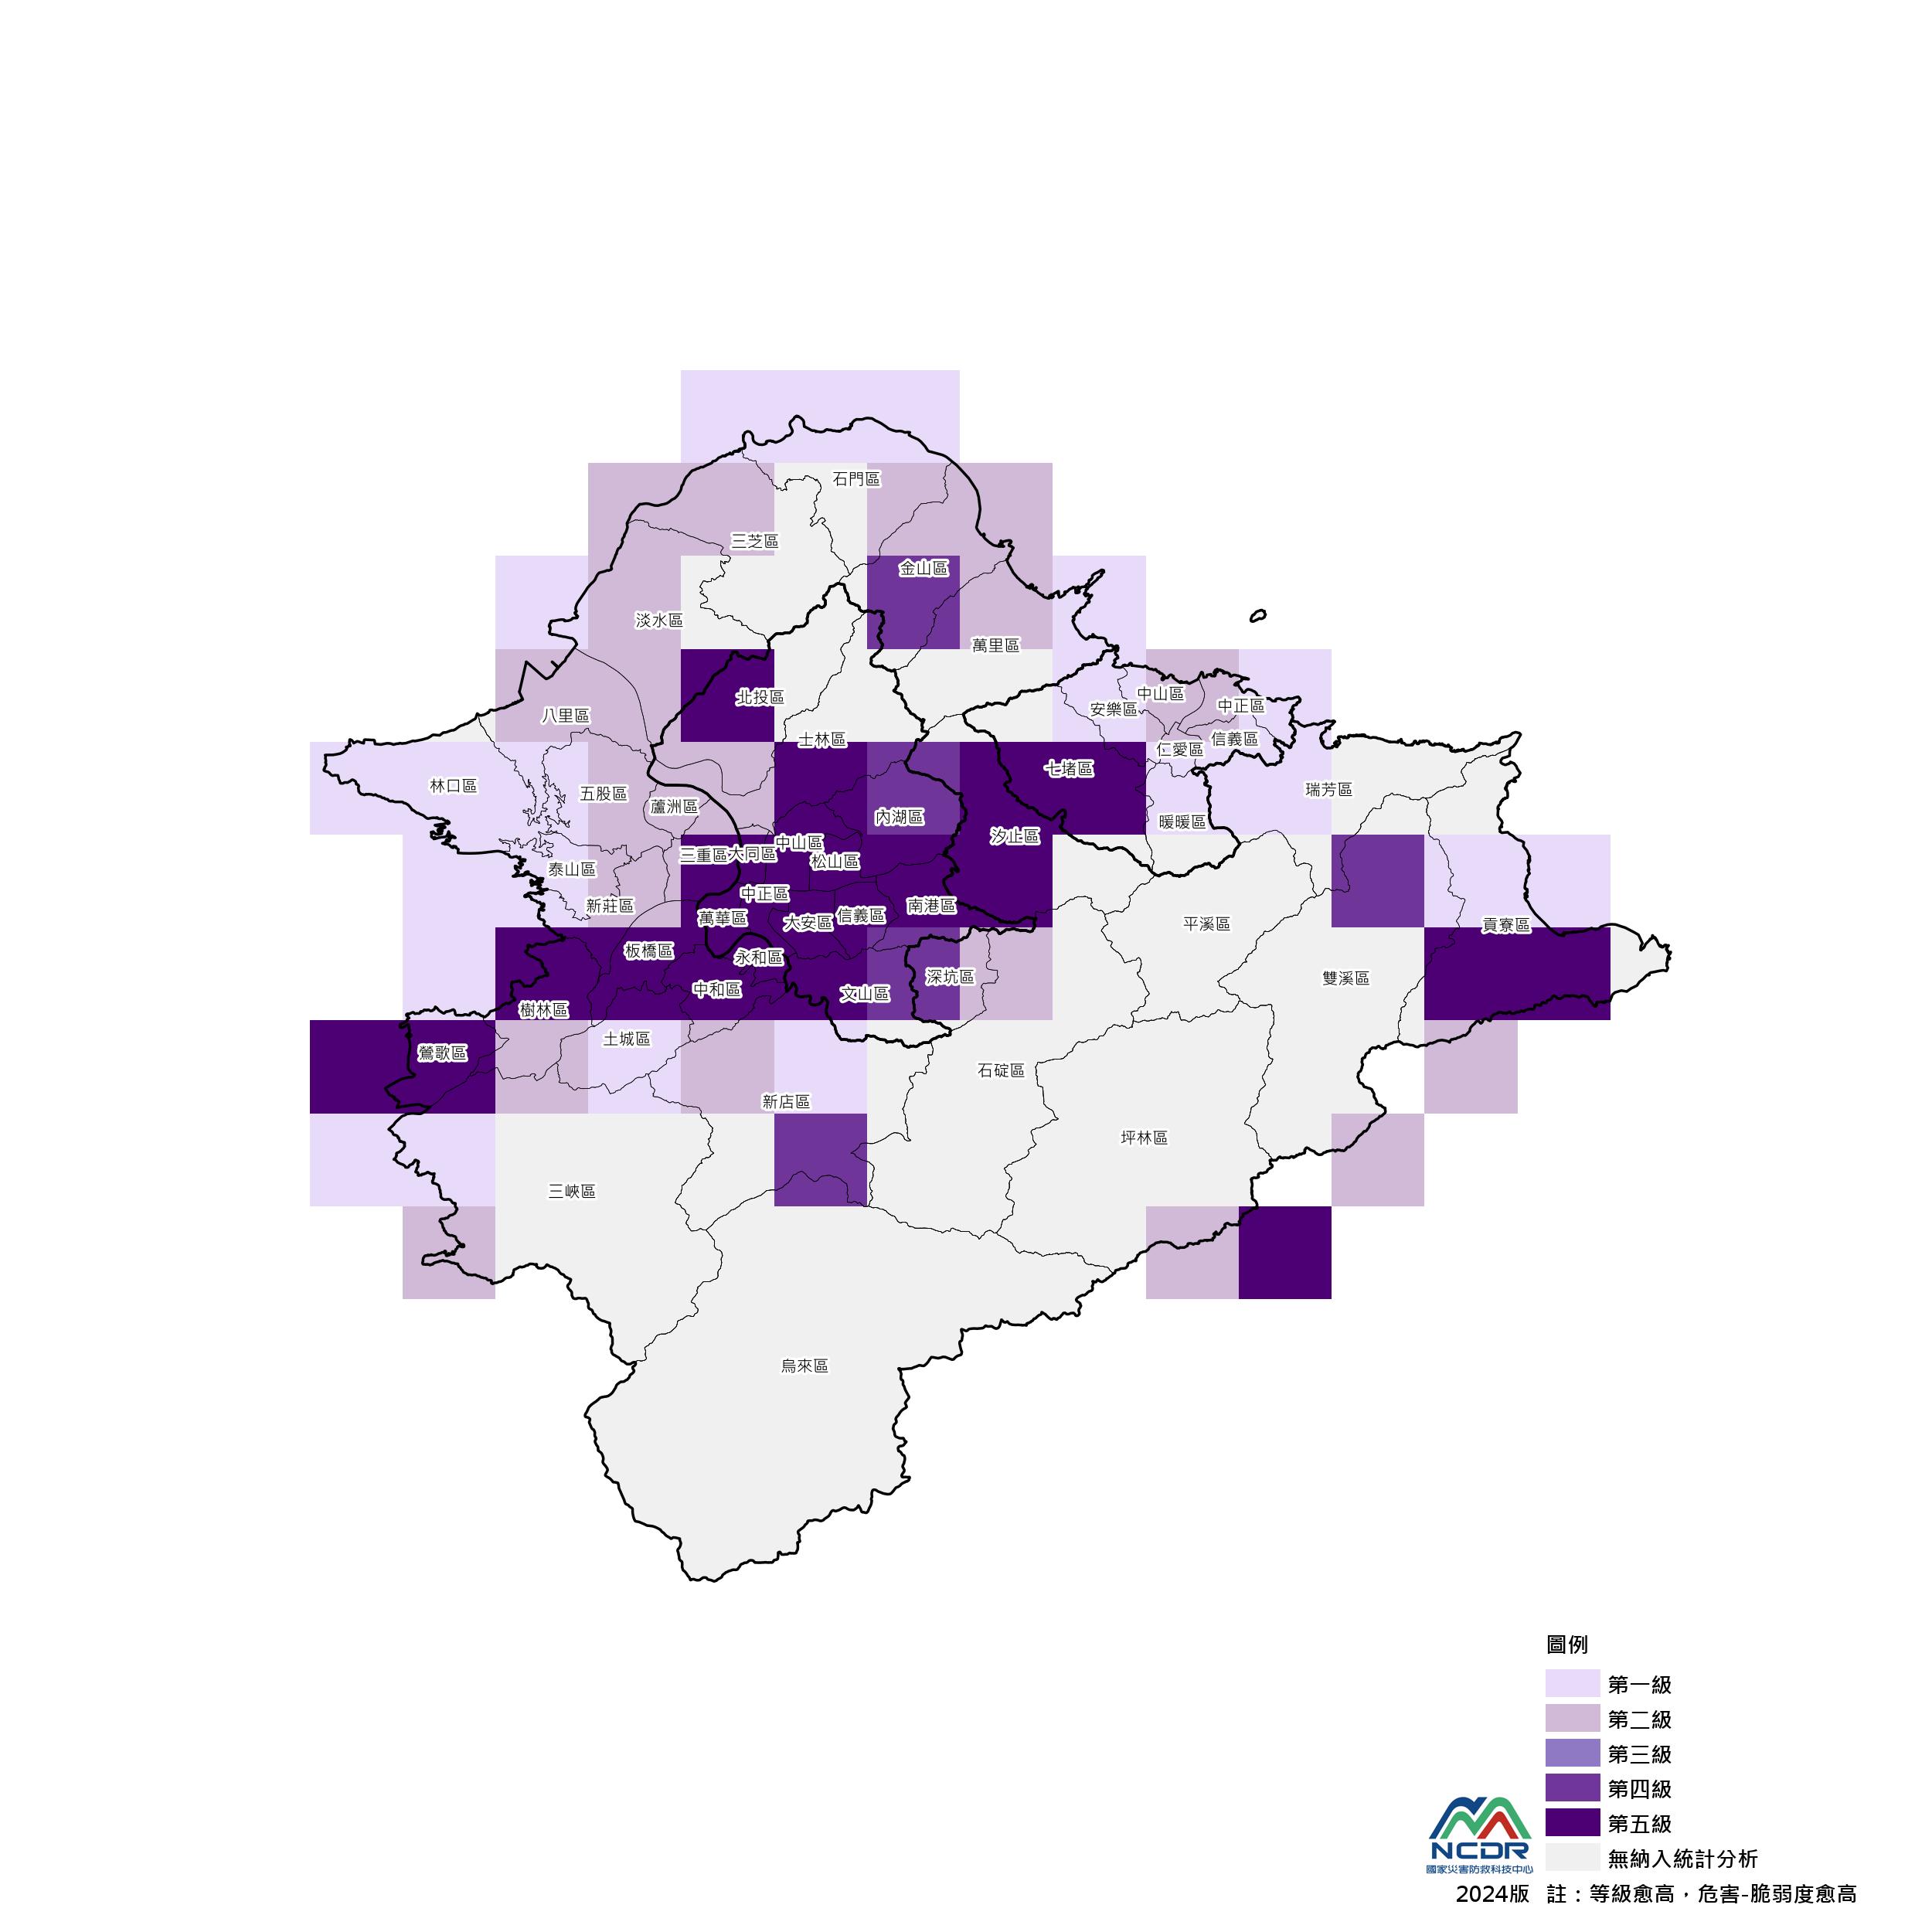 石門區
三芝區
金山區
淡水區
萬里區
北投區
中山區
八里區
安樂區
中正區
士林區
信義區
仁愛區
七堵區
林口區
五股區
瑞芳區
蘆洲區
內湖區
暖暖區
汐止區
中山區
三重區
大同區
松山區
泰山區
中正區
新莊區
南港區
萬華區
信義區
大安區
平溪區
貢寮區
板橋區
永和區
深坑區
雙溪區
中和區
文山區
樹林區
土城區
鶯歌區
石碇區
新店區
坪林區
三峽區
烏來區
圖例
第一級
第二級
第三級
第四級
第五級
無納入統計分析
NCDR
國家災害防救科技中心
2024版 註：等級愈高，危害-脆弱度愈高